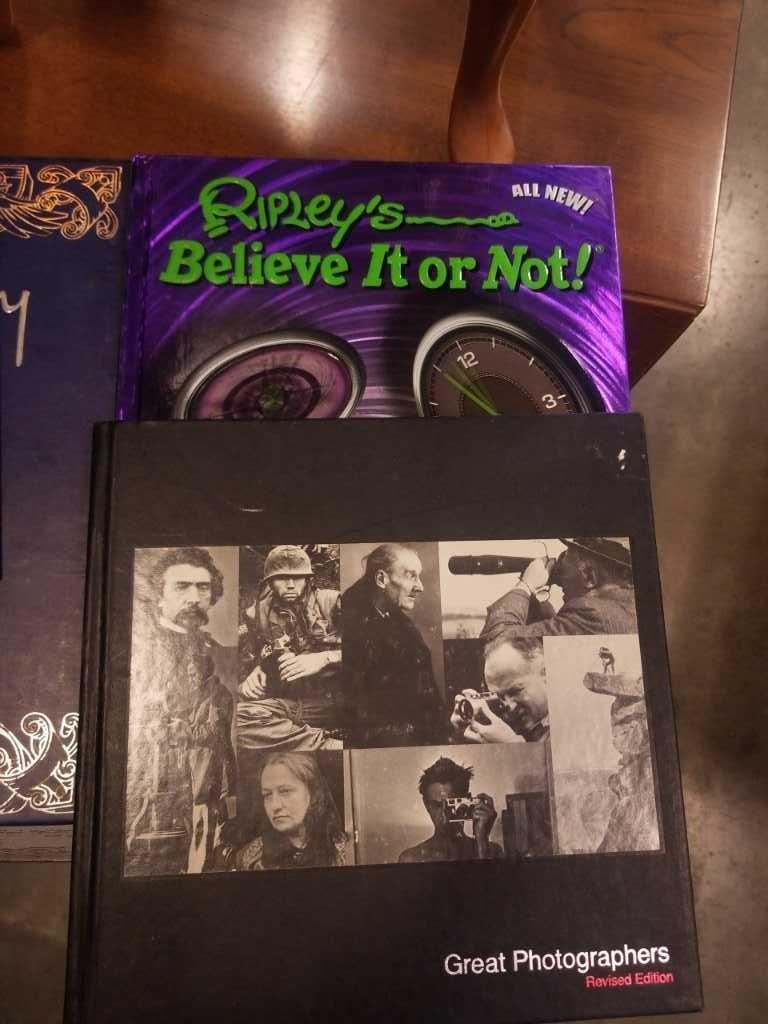 ALL NEW!
RIPLEY'S
Believe It or Not!®
12
3
Great Photographers
Revised Edition